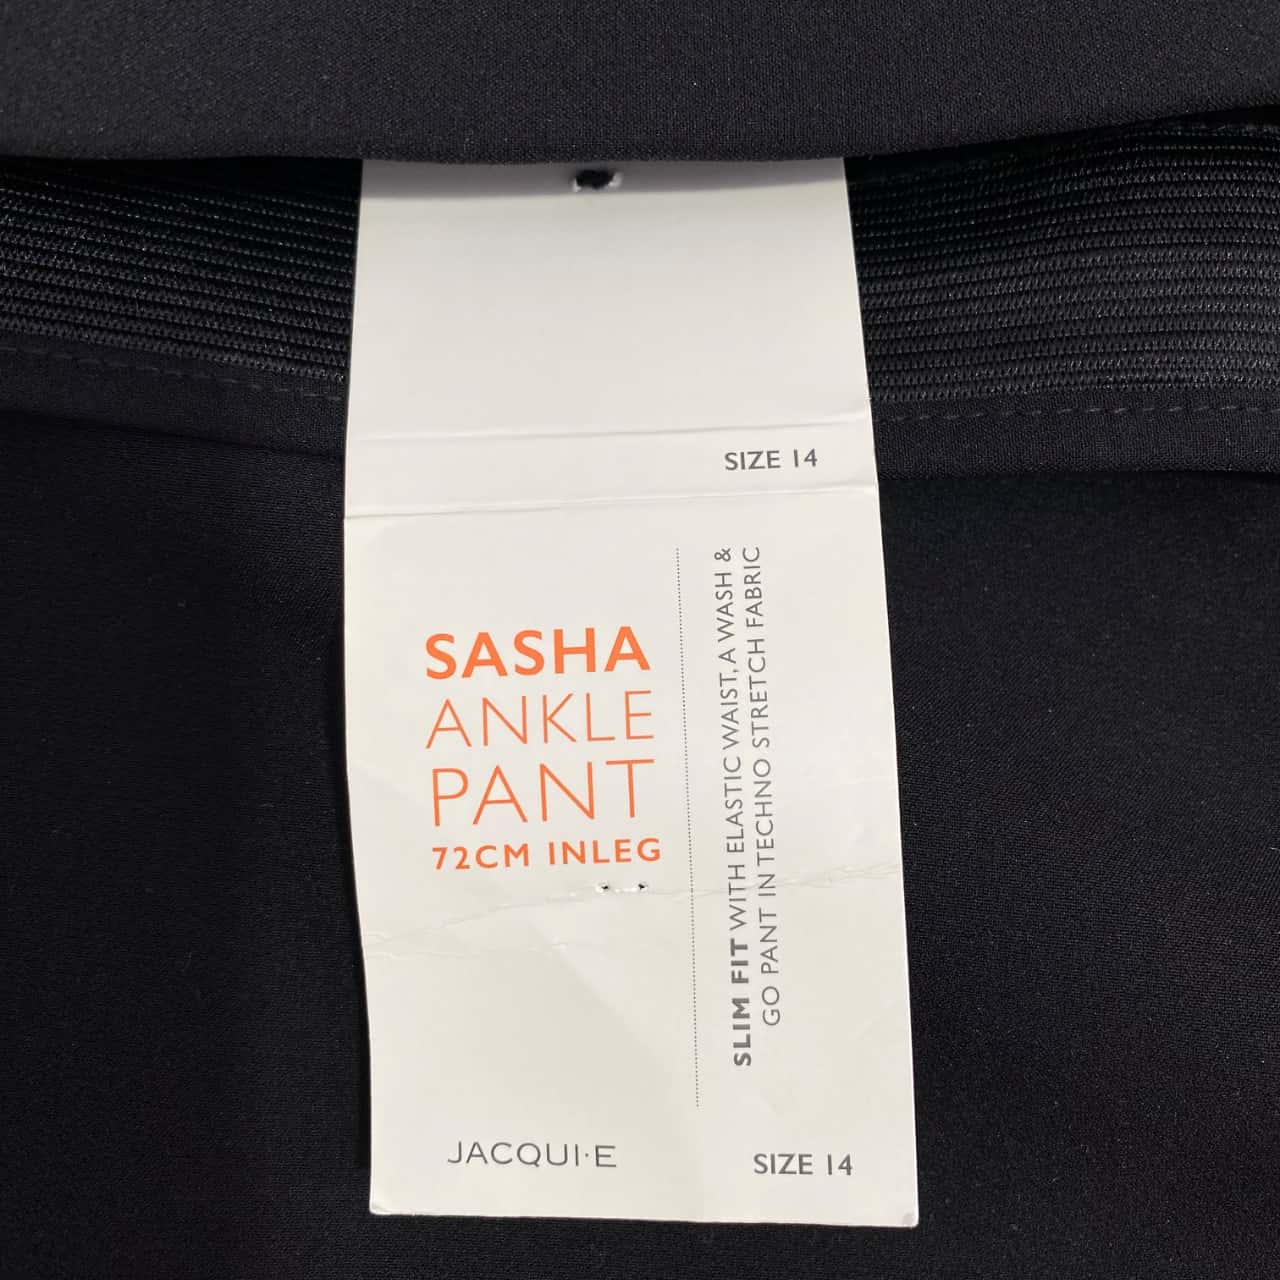 SIZE 14
SASHA
ANKLE
PANT
72CM INLEG
SLIM FIT WITH ELASTIC WAIST, A WASH &
GO PANT IN TECHNO STRETCH FABRIC
JACQUI·E
SIZE 14